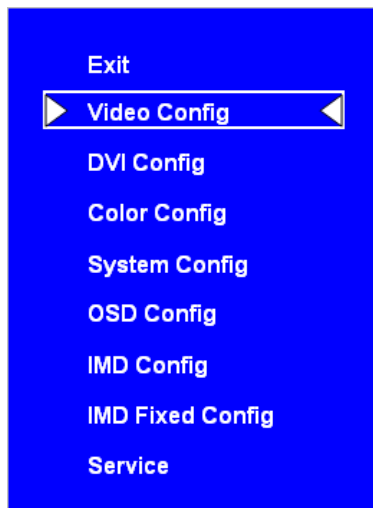 Exit
Video Config
DVI Config
Color Config
System Config
OSD Config
IMD Config
IMD Fixed Config
Service